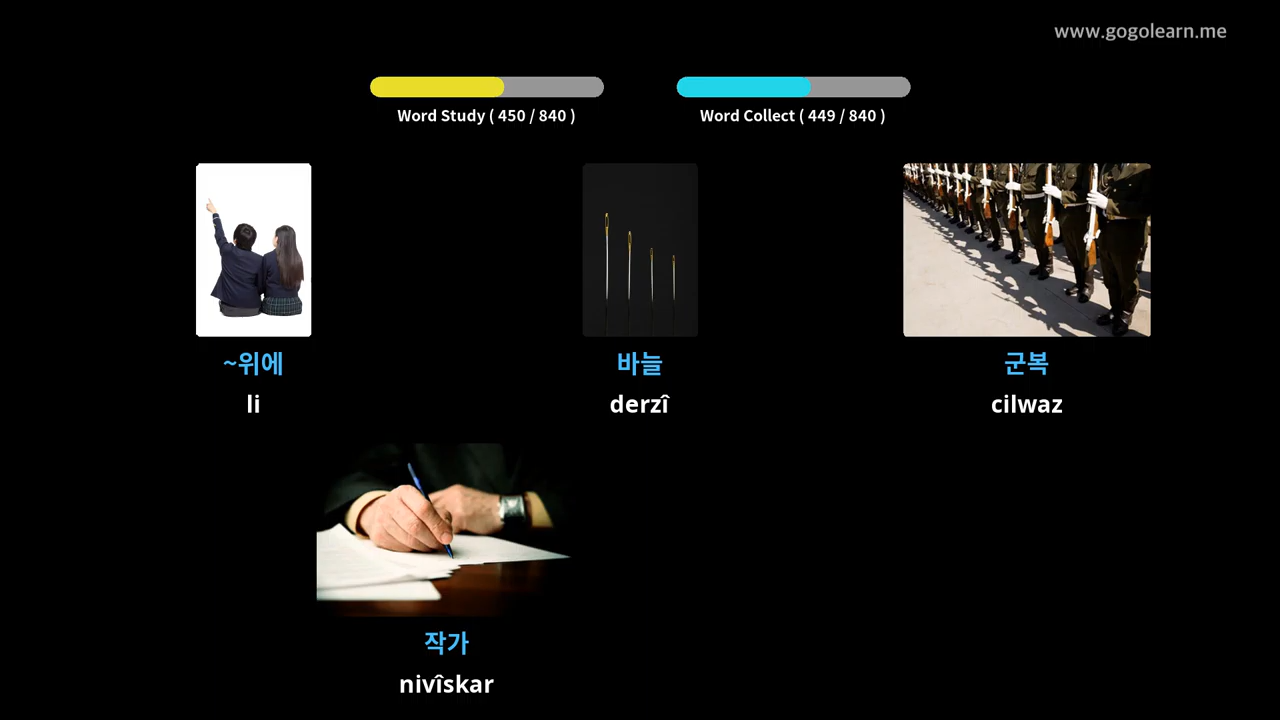 www.gogolearn.me
Word Study ( 450 / 840 )
Word Collect ( 449 / 840 )
~위에
li
바늘
derzî
군복
cilwaz
작가
nivîskar